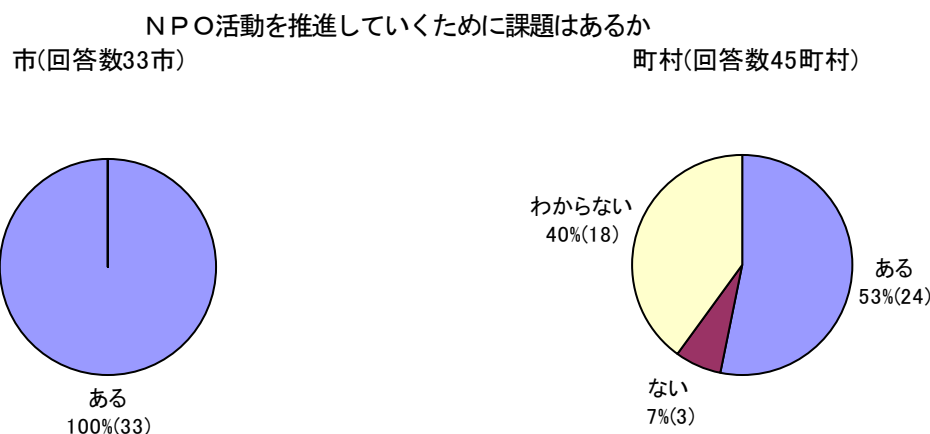 ＮＰＯ活動を推進していくために課題はあるか
市(回答数33市)
町村(回答数45町村)
ある
100%(33)
わからない
40%(18)
ある
53%(24)
ない
7%(3)